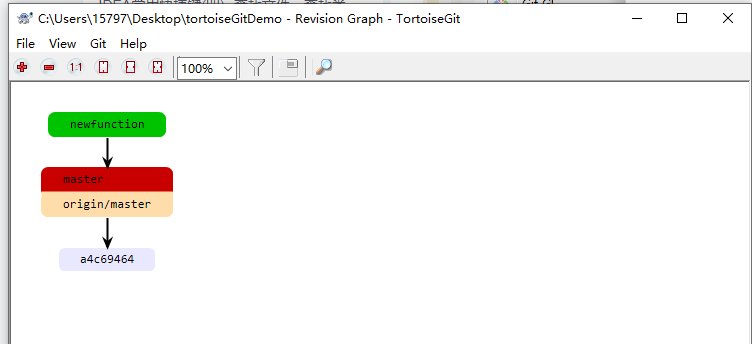 C:\Users\15797\Desktop\tortoiseGitDemo - Revision Graph - TortoiseGit
File View Git Help
1:1 100%
newfunction
master
origin/master
a4c69464